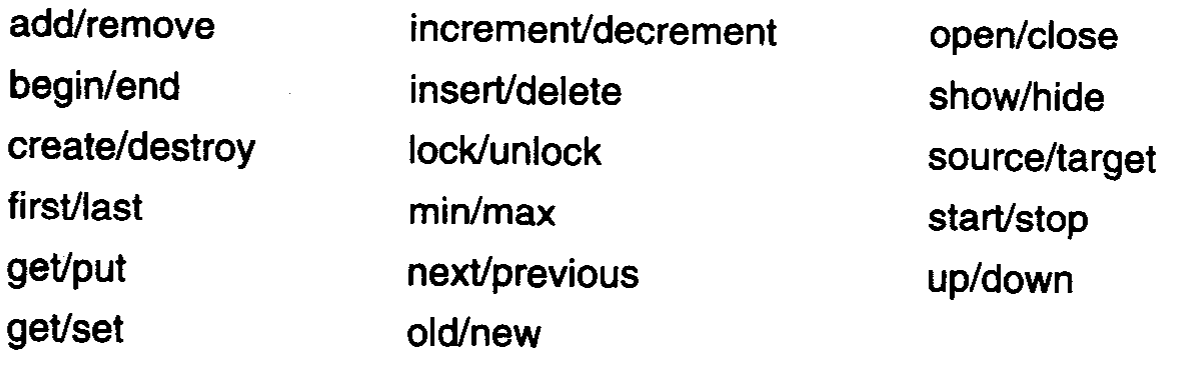 add/remove
begin/end
create/destroy
first/last
get/put
get/set
increment/decrement
insert/delete
lock/unlock
min/max
next/previous
old/new
open/close
show/hide
source/target
start/stop
up/down